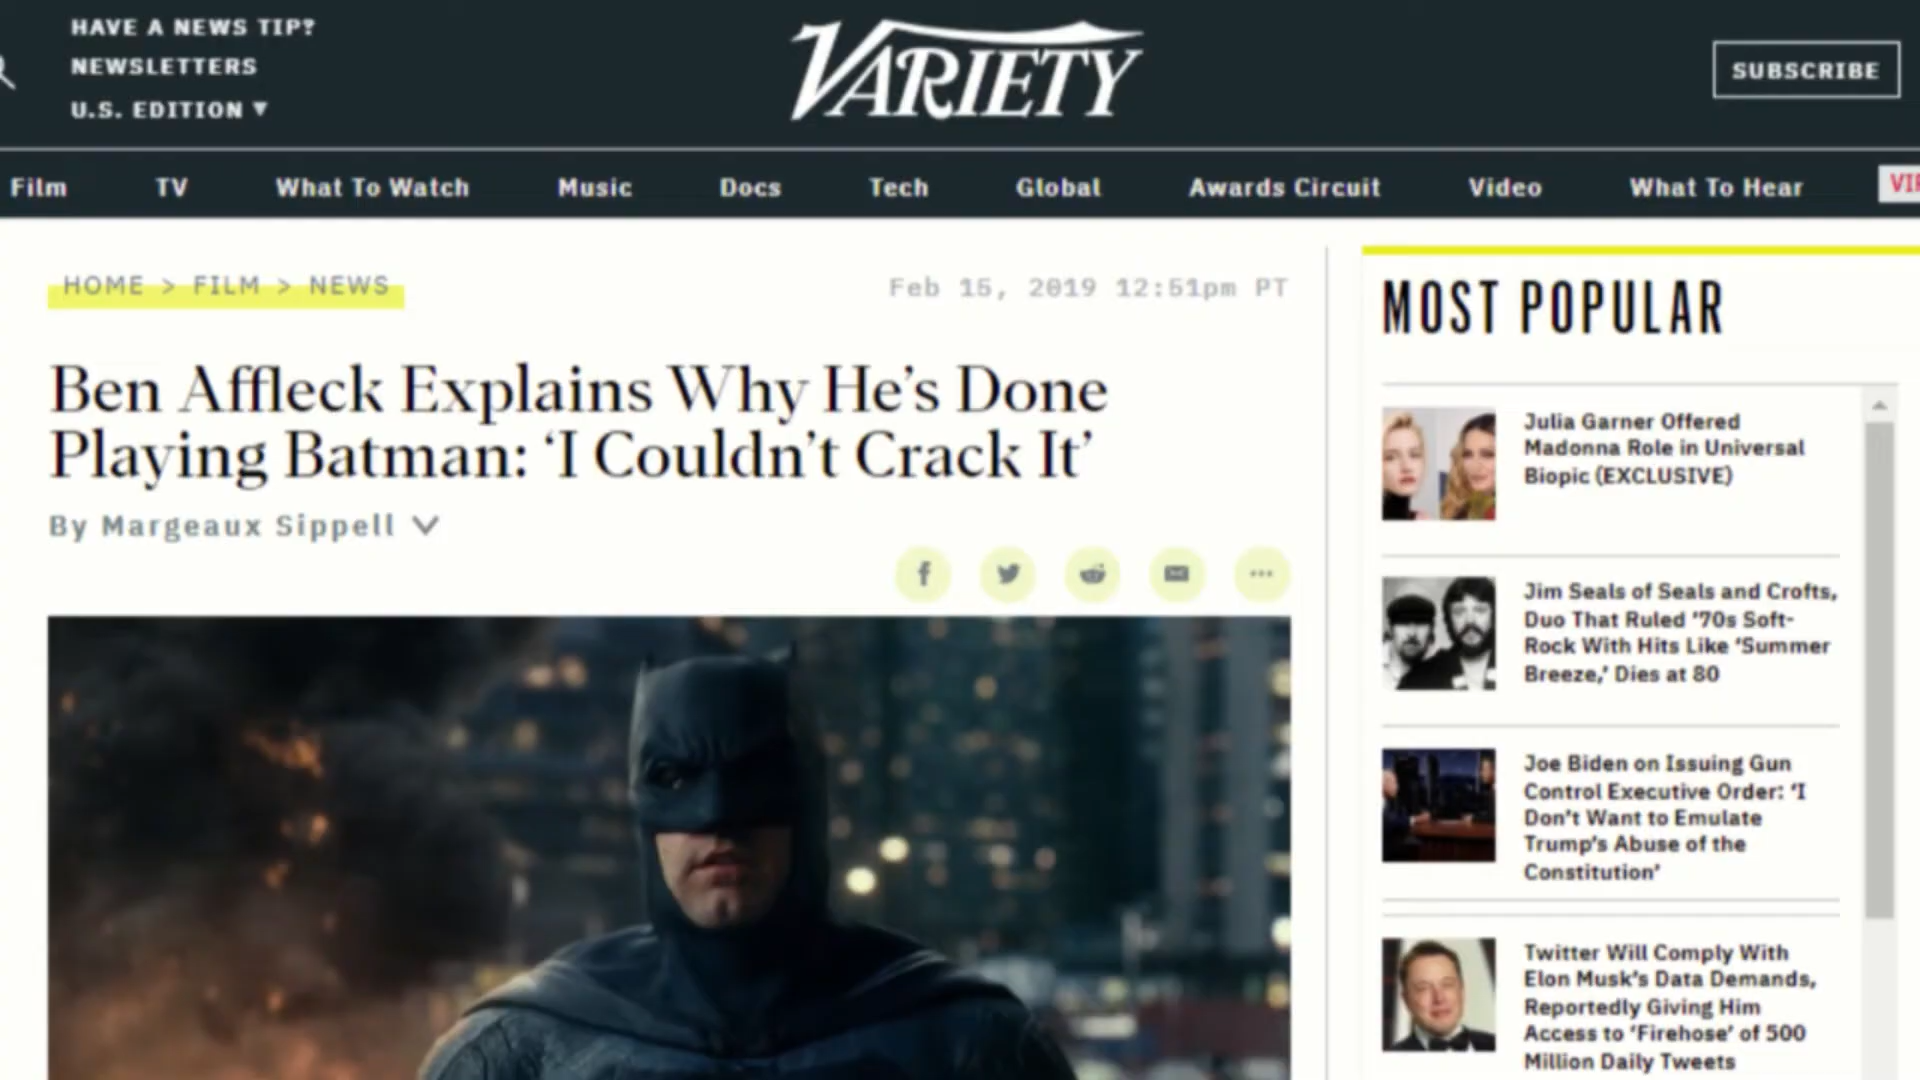 HAVE A NEWS TIP?
NEWSLETTERS
U.S. EDITION ▼
VARIETY
SUBSCRIBE
Film TV What To Watch Music Docs Tech Global Awards Circuit Video What To Hear
HOME > FILM > NEWS
Feb 15, 2019 12:51pm PT
Ben Affleck Explains Why He's Done
Playing Batman: 'I Couldn't Crack It'
By Margeaux Sippell
MOST POPULAR
Julia Garner Offered
Madonna Role in Universal
Biopic (EXCLUSIVE)
Jim Seals of Seals and Crofts,
Duo That Ruled '70s Soft-
Rock With Hits Like 'Summer
Breeze,' Dies at 80
Joe Biden on Issuing Gun
Control Executive Order: 'I
Don't Want to Emulate
Trump's Abuse of the
Constitution'
Twitter Will Comply With
Elon Musk's Data Demands,
Reportedly Giving Him
Access to 'Firehose' of 500
Million Daily Tweets